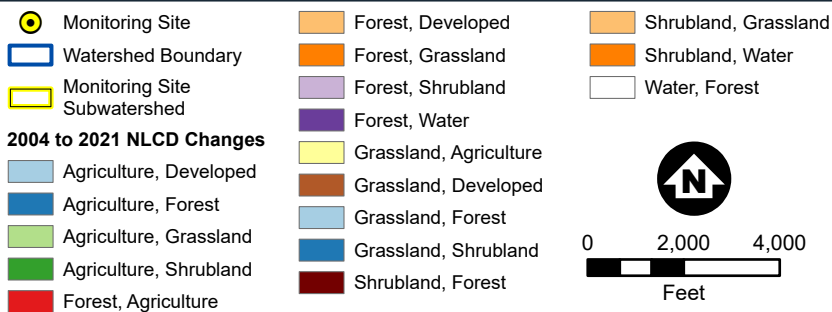 Monitoring Site
Watershed Boundary
Monitoring Site
Subwatershed
2004 to 2021 NLCD Changes
Agriculture, Developed
Agriculture, Forest
Agriculture, Grassland
Agriculture, Shrubland
Forest, Agriculture
Forest, Developed
Forest, Grassland
Forest, Shrubland
Forest, Water
Grassland, Agriculture
Grassland, Developed
Grassland, Forest
Grassland, Shrubland
Shrubland, Forest
Shrubland, Grassland
Shrubland, Water
Water, Forest
N
0 2,000 4,000
Feet